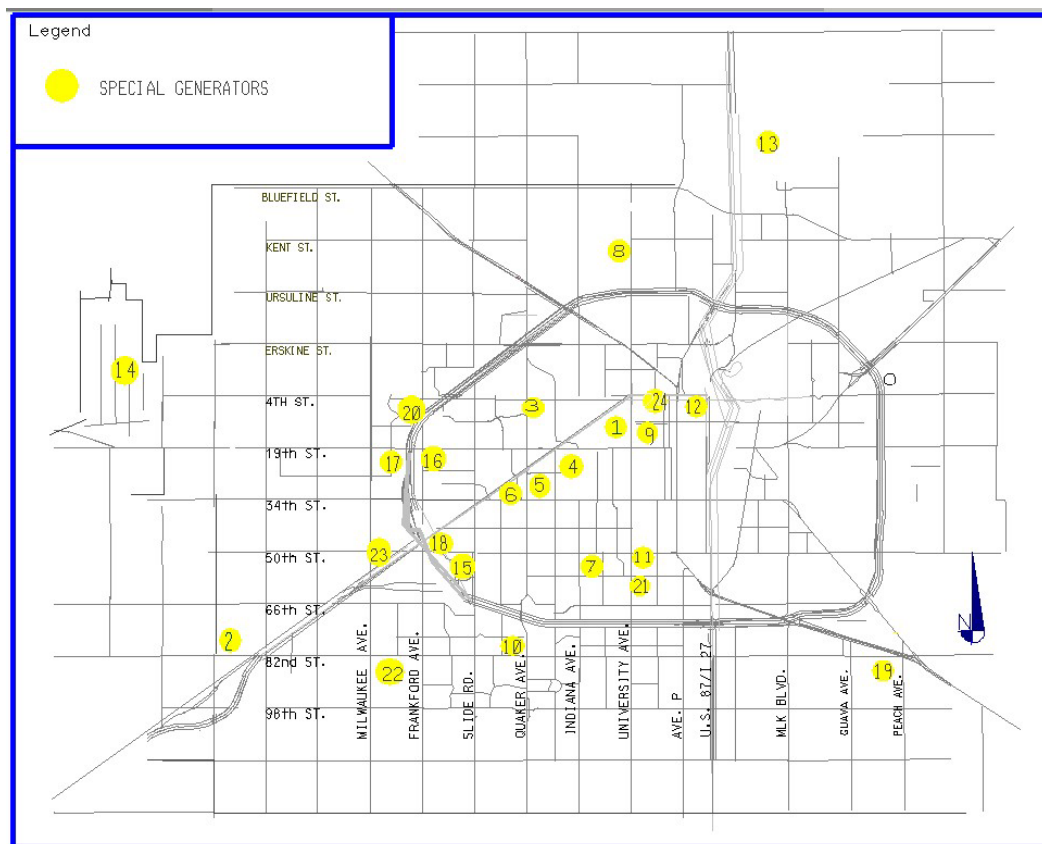 Legend
SPECIAL GENERATORS
13
BLUEFIELD ST.
KENT ST.
8
URSULINE ST.
ERSKINE ST.
14
4TH ST.
20
3
24
12
1
9
19th ST.
17
16
4
5
6
34th ST.
18
23
50th ST.
15
7
11
21
66th ST.
2
10
N
82nd ST.
22
19
98th ST.
MILWAUKEE AVE.
FRANKFORD AVE.
SLIDE RD.
QUAKER AVE.
INDIANA AVE.
UNIVERSITY AVE.
AVE. P
U.S. 87/I 27
MLK BLVD.
GUAVA AVE.
PEACH AVE.